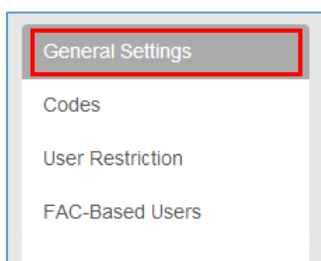 General Settings
Codes
User Restriction
FAC-Based Users